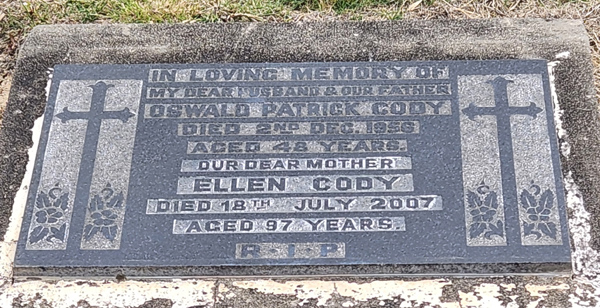 IN LOVING MEMORY OF
MY DEAR HUSBAND & OUR FATHER
OSWALD PATRICK CODY
DIED 2ND DEC. 1956
AGED 48 YEARS.
OUR DEAR MOTHER
ELLEN CODY
DIED 18TH JULY 2007
AGED 97 YEARS.
R.I.P.